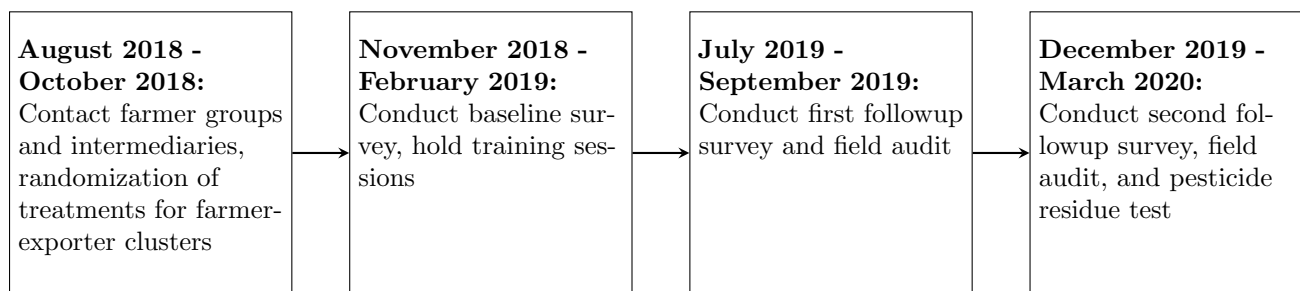 August 2018 -
October 2018:
Contact farmer groups
and intermediaries,
randomization of
treatments for farmer-
exporter clusters
November 2018 -
February 2019:
Conduct baseline sur-
vey, hold training ses-
sions
July 2019 -
September 2019:
Conduct first followup
survey and field audit
December 2019 -
March 2020:
Conduct second fol-
lowup survey, field
audit, and pesticide
residue test